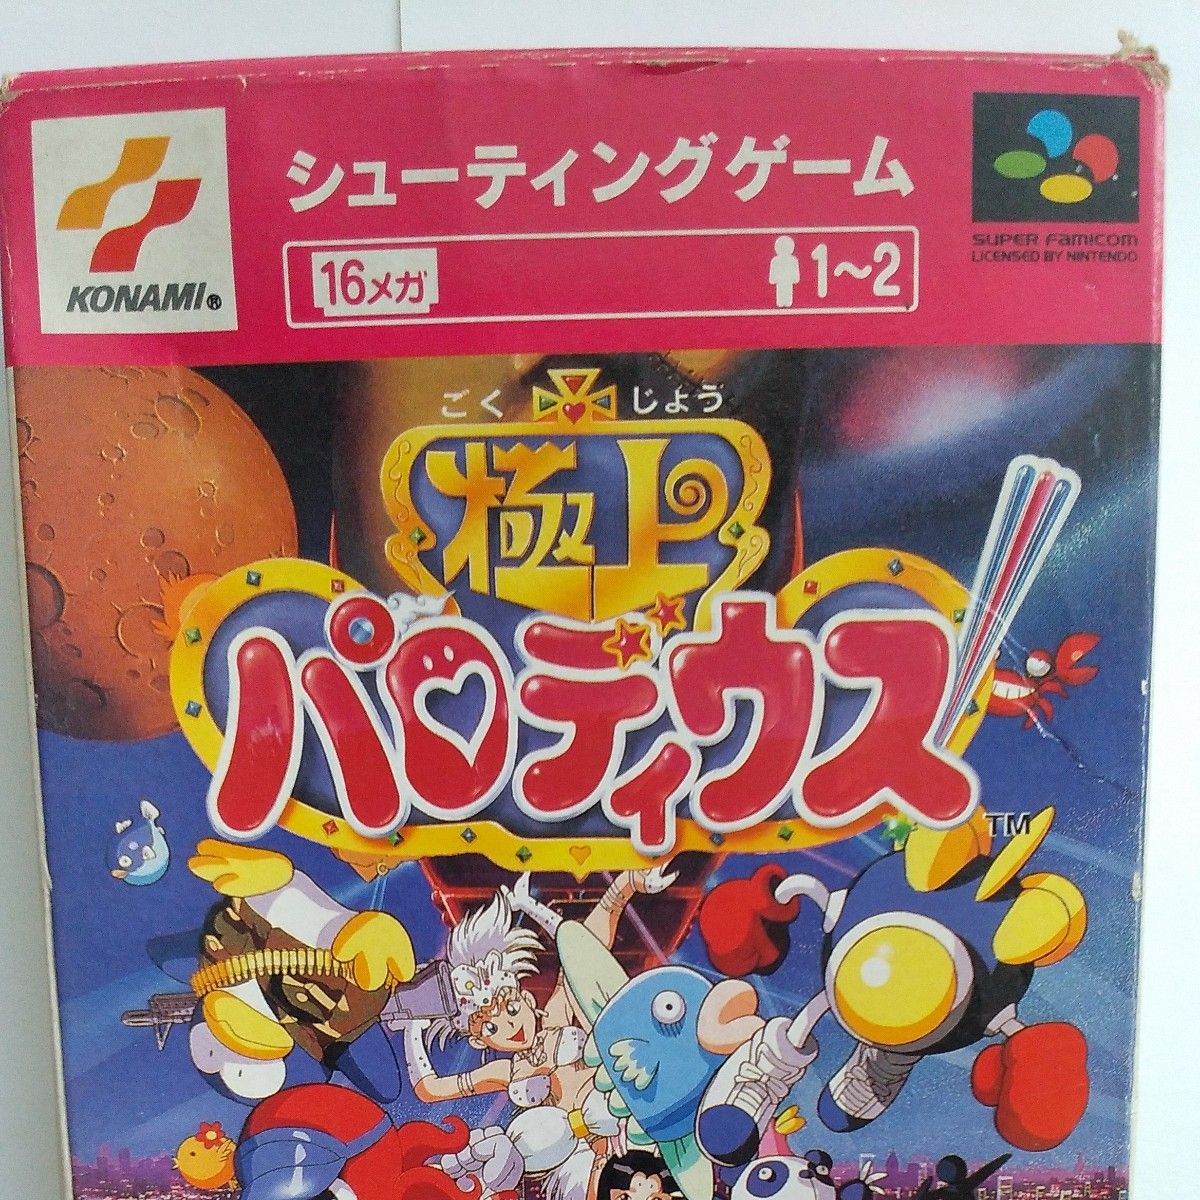 シューティングゲーム
KONAMI®
16メガ
1~2
SUPER FAMICOM
LICENSED BY NINTENDO
ごくじょう
極上
パロディウス
TM